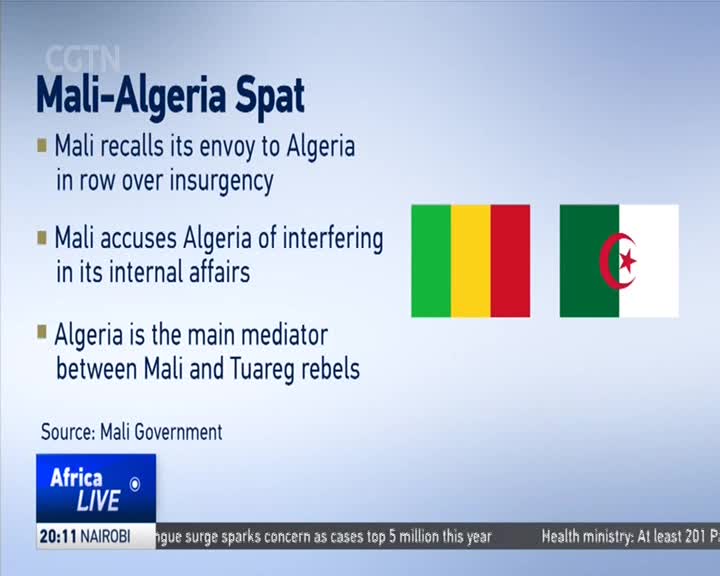 CGTN
Mali-Algeria Spat
Mali recalls its envoy to Algeria
in row over insurgency
Mali accuses Algeria of interfering
in its internal affairs
Algeria is the main mediator
between Mali and Tuareg rebels
Source: Mali Government
Africa
LIVE
20:11 NAIROBI
surge sparks concern as cases top 5 million this year Health ministry: At least 201